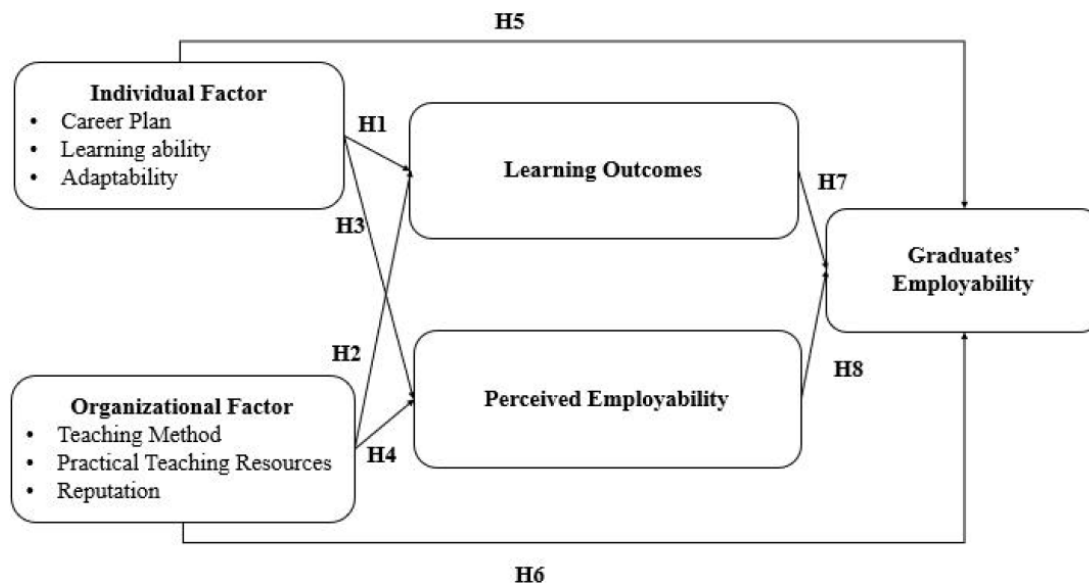 H5
Individual Factor
• Career Plan
• Learning ability
• Adaptability
H1
Learning Outcomes
H7
H3
Graduates’
Employability
H2
Perceived Employability
H8
Organizational Factor
• Teaching Method
• Practical Teaching Resources
• Reputation
H4
H6